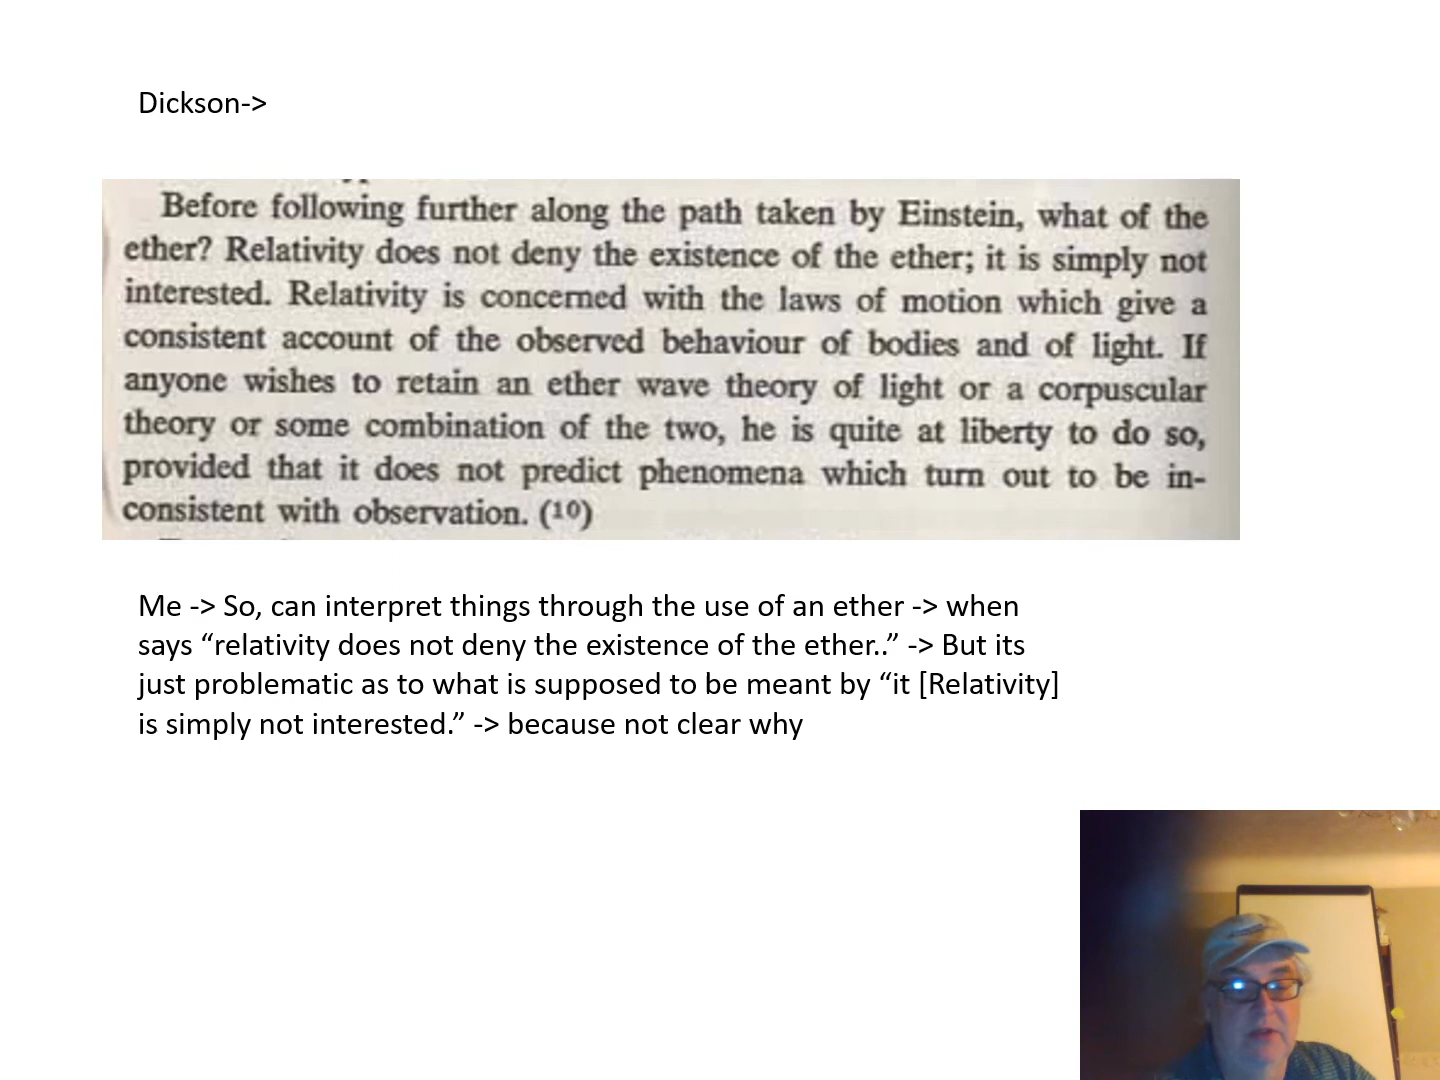 Dickson->
Before following further along the path taken by Einstein, what of the
ether? Relativity does not deny the existence of the ether; it is simply not
interested. Relativity is concerned with the laws of motion which give a
consistent account of the observed behaviour of bodies and of light. If
anyone wishes to retain an ether wave theory of light or a corpuscular
theory or some combination of the two, he is quite at liberty to do so,
provided that it does not predict phenomena which turn out to be in-
consistent with observation. (10)
Me -> So, can interpret things through the use of an ether -> when
says “relativity does not deny the existence of the ether..” -> But its
just problematic as to what is supposed to be meant by “it [Relativity]
is simply not interested.” -> because not clear why